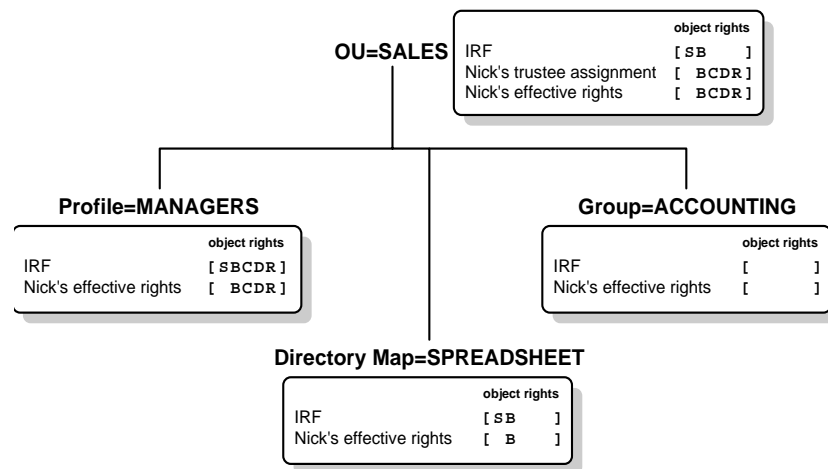 object rights
OU=SALES
IRF [SB ]
Nick's trustee assignment [ BCDR]
Nick's effective rights [ BCDR]
Profile=MANAGERS
object rights
IRF [SBCDR]
Nick's effective rights [ BCDR]
Group=ACCOUNTING
object rights
IRF [ ]
Nick's effective rights [ ]
Directory Map=SPREADSHEET
object rights
IRF [SB ]
Nick's effective rights [ B ]